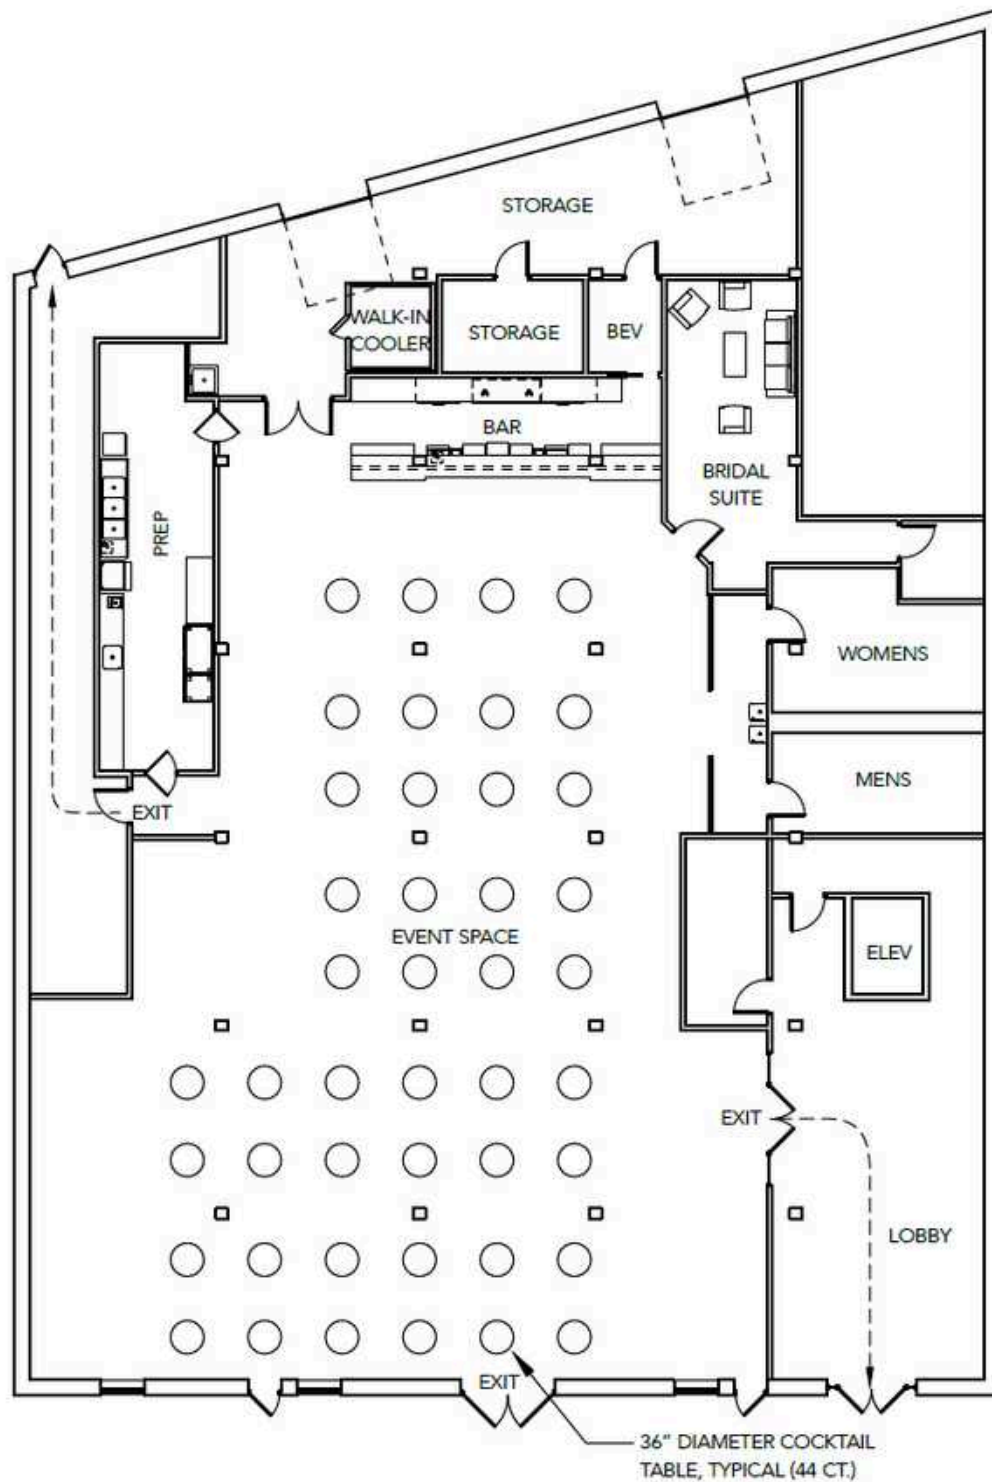 STORAGE
WALK-IN
COOLER
STORAGE
BEV
BAR
BRIDAL
SUITE
PREP
WOMENS
MENS
EXIT
EVENT SPACE
ELEV
EXIT
LOBBY
EXIT
36" DIAMETER COCKTAIL
TABLE, TYPICAL (44 CT.)